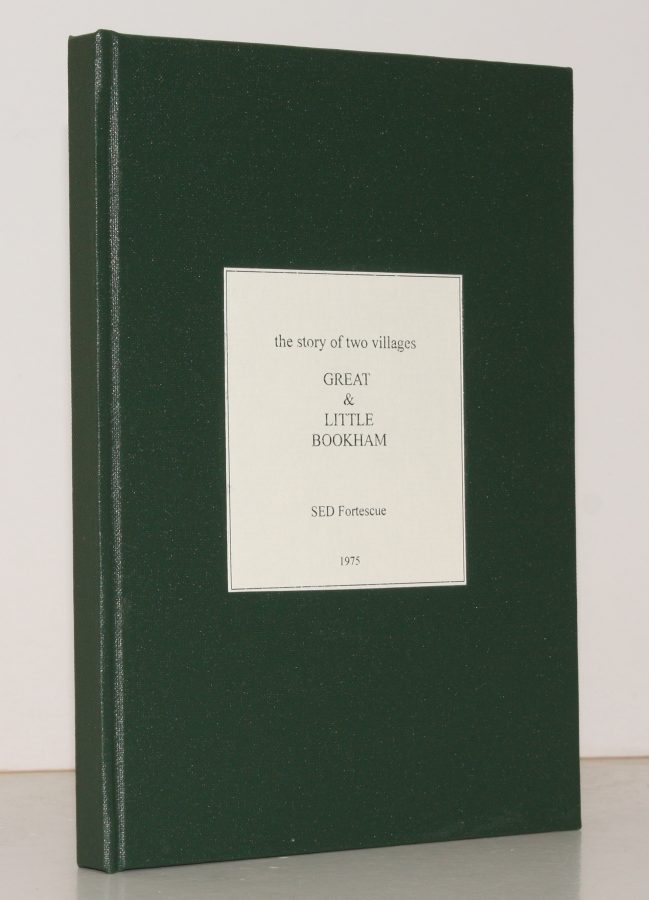 the story of two villages
GREAT
&
LITTLE
BOOKHAM
SED Fortescue
1975